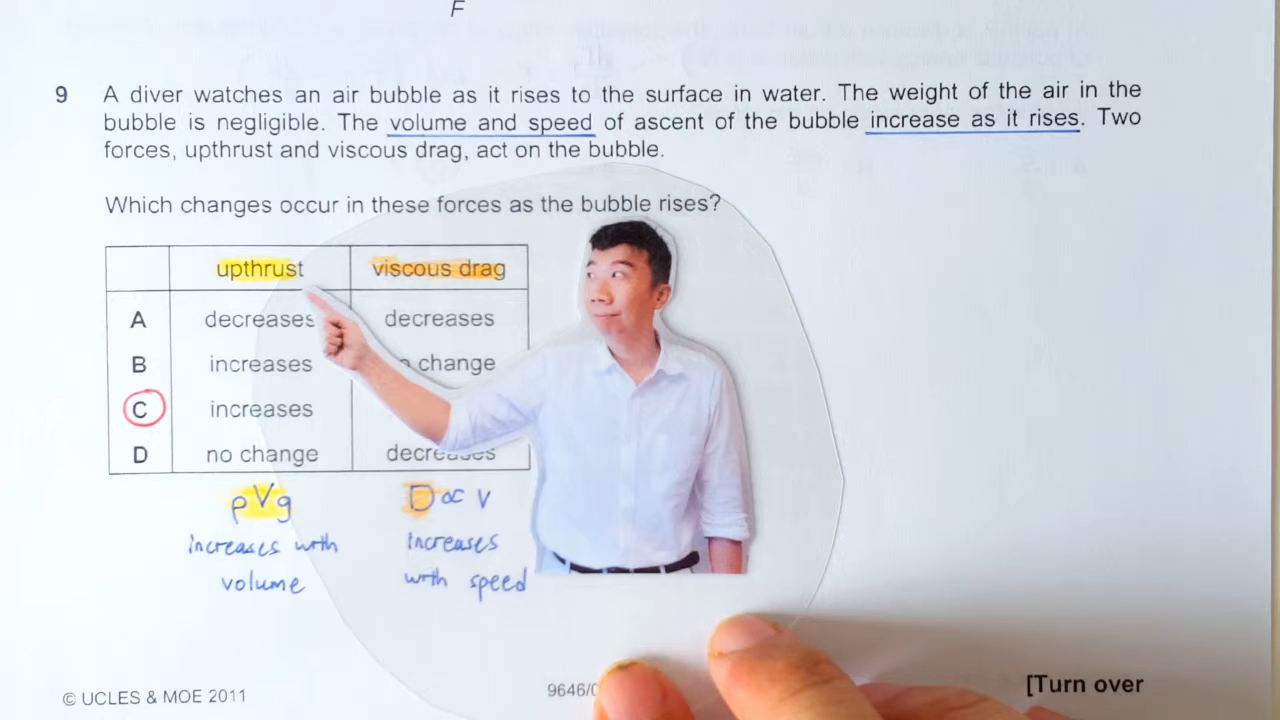 F
9 A diver watches an air bubble as it rises to the surface in water. The weight of the air in the
bubble is negligible. The volume and speed of ascent of the bubble increase as it rises. Two
forces, upthrust and viscous drag, act on the bubble.
Which changes occur in these forces as the bubble rises?
upthrust viscous drag
A decreases decreases
B increases change
C increases
D no change decreases
ρVg D ∝ v
increases with increases
volume with speed
© UCLES & MOE 2011 9646/0 [Turn over